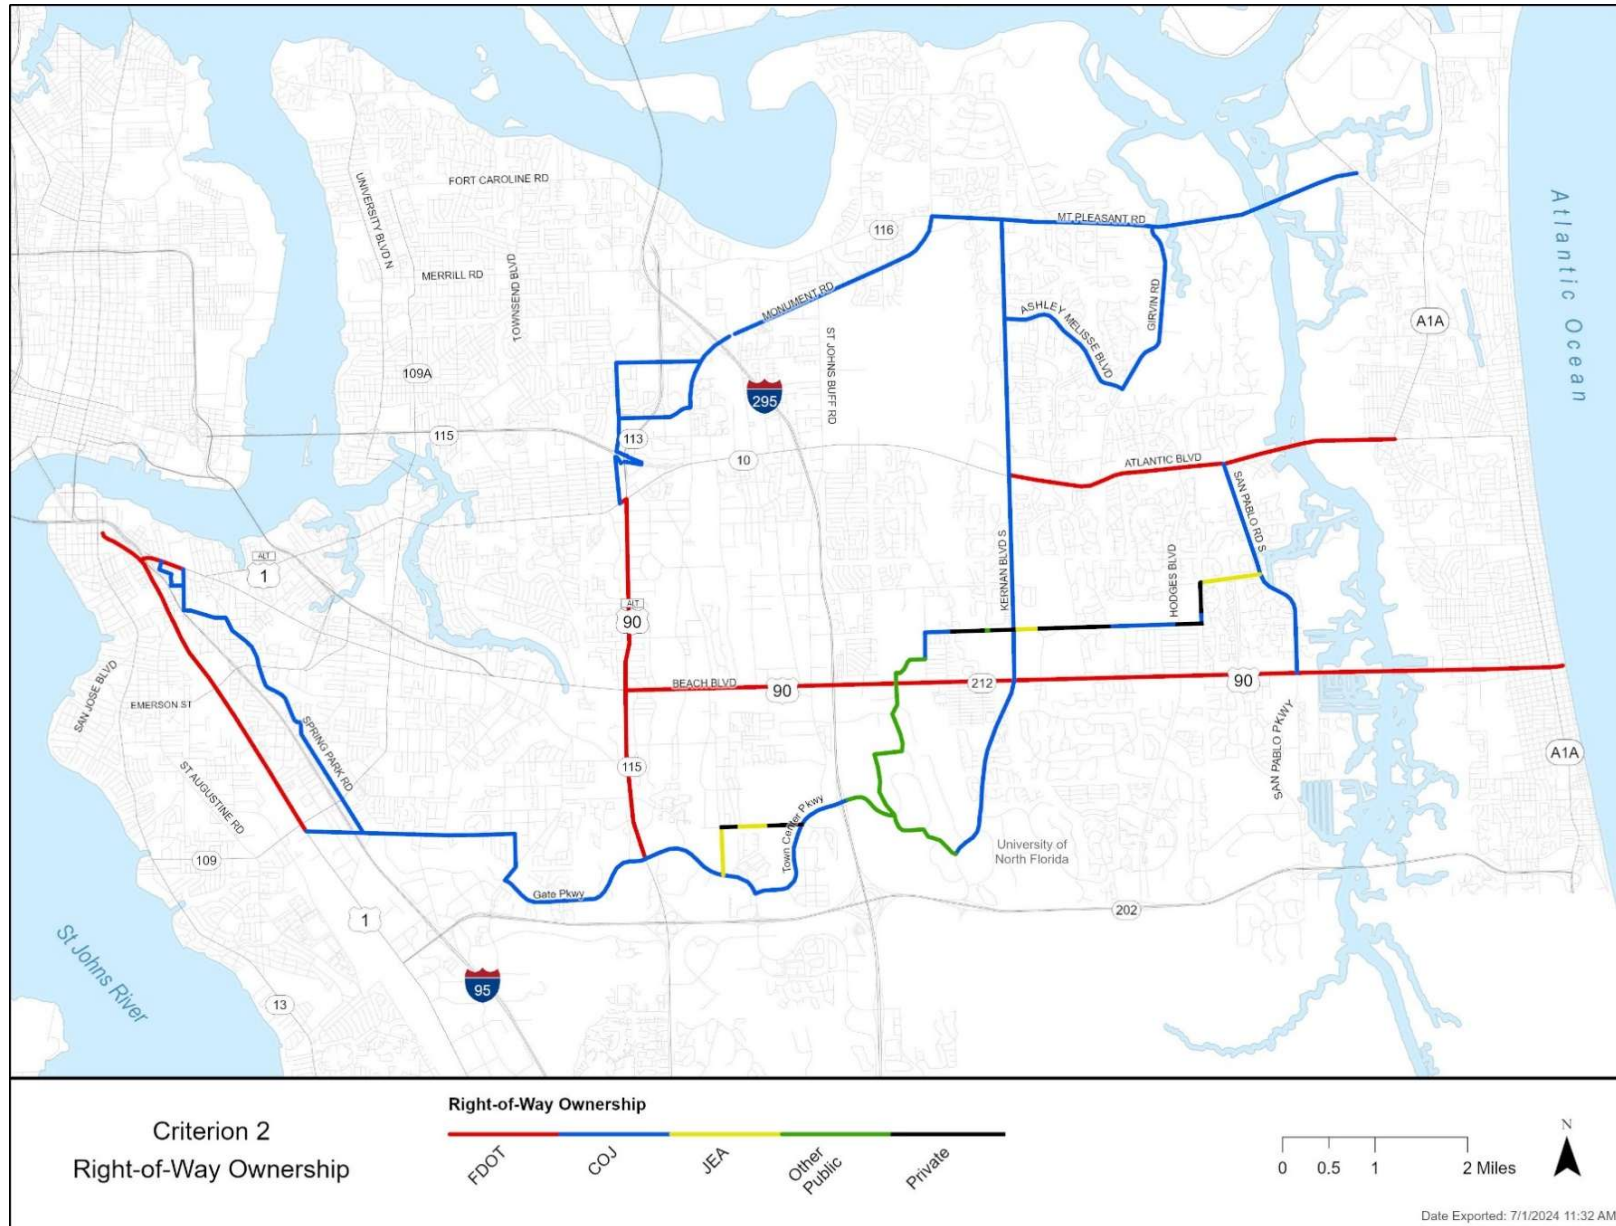 116
FORT CAROLINE RD
UNIVERSITY BLVD N
MERRILL RD
TOWNSEND BLVD
MT PLEASANT RD
MONUMENT RD
ASHLEY MELISSE BLVD
GIRVIN RD
Atlantic Ocean
A1A
ST JOHNS BUFF RD
109A
295
115
113
10
ATLANTIC BLVD
SAN PABLO RD S
ALT
1
ALT
90
KERNAN BLVD S
HODGES BLVD
SAN JOSE BLVD
EMERSON ST
BEACH BLVD
90
212
90
SPRING PARK RD
ST AUGUSTINE RD
115
SAN PABLO PKWY
A1A
Town Center Pkwy
University of
North Florida
109
Gate Pkwy
1
202
St Johns River
95
13
Criterion 2
Right-of-Way Ownership
Right-of-Way Ownership
FDOT
COJ
JEA
Other
Public
Private
0 0.5 1 2 Miles
N
Date Exported: 7/1/2024 11:32 AM